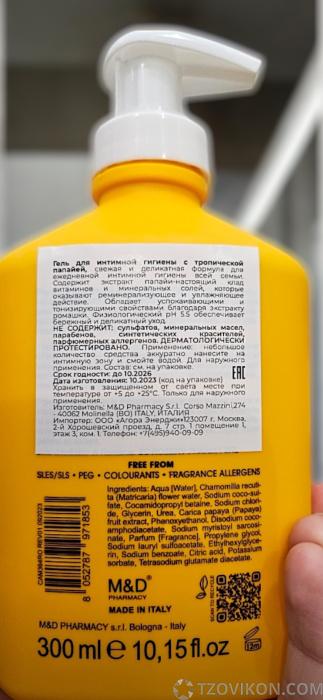 Гель для интимной гигиены с тропической
папайей, свежая и деликатная формула для
ежедневной интимной гигиены всей семьи.
Содержит экстракт папайи-настоящий клад
витаминов и минеральных солей, которые
оказывают реминерализующее и увлажняющее
действие. Обладает успокаивающими и
тонизирующими свойствами благодаря экстракту
ромашки. Физиологический pH 5.5 обеспечивает
бережный и деликатный уход.
НЕ СОДЕРЖИТ: сульфатов, минеральных масел,
парабенов, синтетических красителей,
парфюмерных аллергенов. ДЕРМАТОЛОГИЧЕСКИ
ПРОТЕСТИРОВАНО. Применение: небольшое
количество средства аккуратно нанесите на
интимную зону и смойте водой. Для наружного
применения. Состав: см. на упаковке.
Срок годности: до 10.2026
Дата изготовления: 10.2023 (код на упаковке)
Хранить в защищенном от света месте при
температуре от +5 до +25°C. Только для наружного
применения.
Изготовитель: M&D Pharmacy S.r.l. Corso Mazzini,274
- 40062 Molinella (BO) ITALY, ИТАЛИЯ
Импортер: ООО «Агора Энерджи»123007 г. Москва,
2-й Хорошевский проезд, д. 7 стр. 1 помещение 1,
этаж 3, ком. 1. Телефон: +7(495)940-09-09
EAC
FREE FROM
SLES/SLS • PEG • COLOURANTS • FRAGRANCE ALLERGENS
Ingredients: Aqua [Water], Chamomilla recuti-
ta (Matricaria) flower water, Sodium coco-sul-
fate, Cocamidopropyl betaine, Sodium chlo-
ride, Glycerin, Urea, Carica papaya (Papaya)
fruit extract, Phenoxyethanol, Disodium coco-
amphodiacetate, Sodium myristoyl sarcosi-
nate, Parfum [Fragrance], Propylene glycol,
Sodium lauryl sulfoacetate, Ethylhexylglyce-
rin, Sodium benzoate, Citric acid, Potassium
sorbate, Tetrasodium glutamate diacetate.
8 052787 971853
M&D
PHARMACY
MADE IN ITALY
SCAN TO RECYCLE
M&D PHARMACY s.r.l. Bologna - Italy
12m
300 ml e 10,15 fl.oz
TZOVIKON.COM